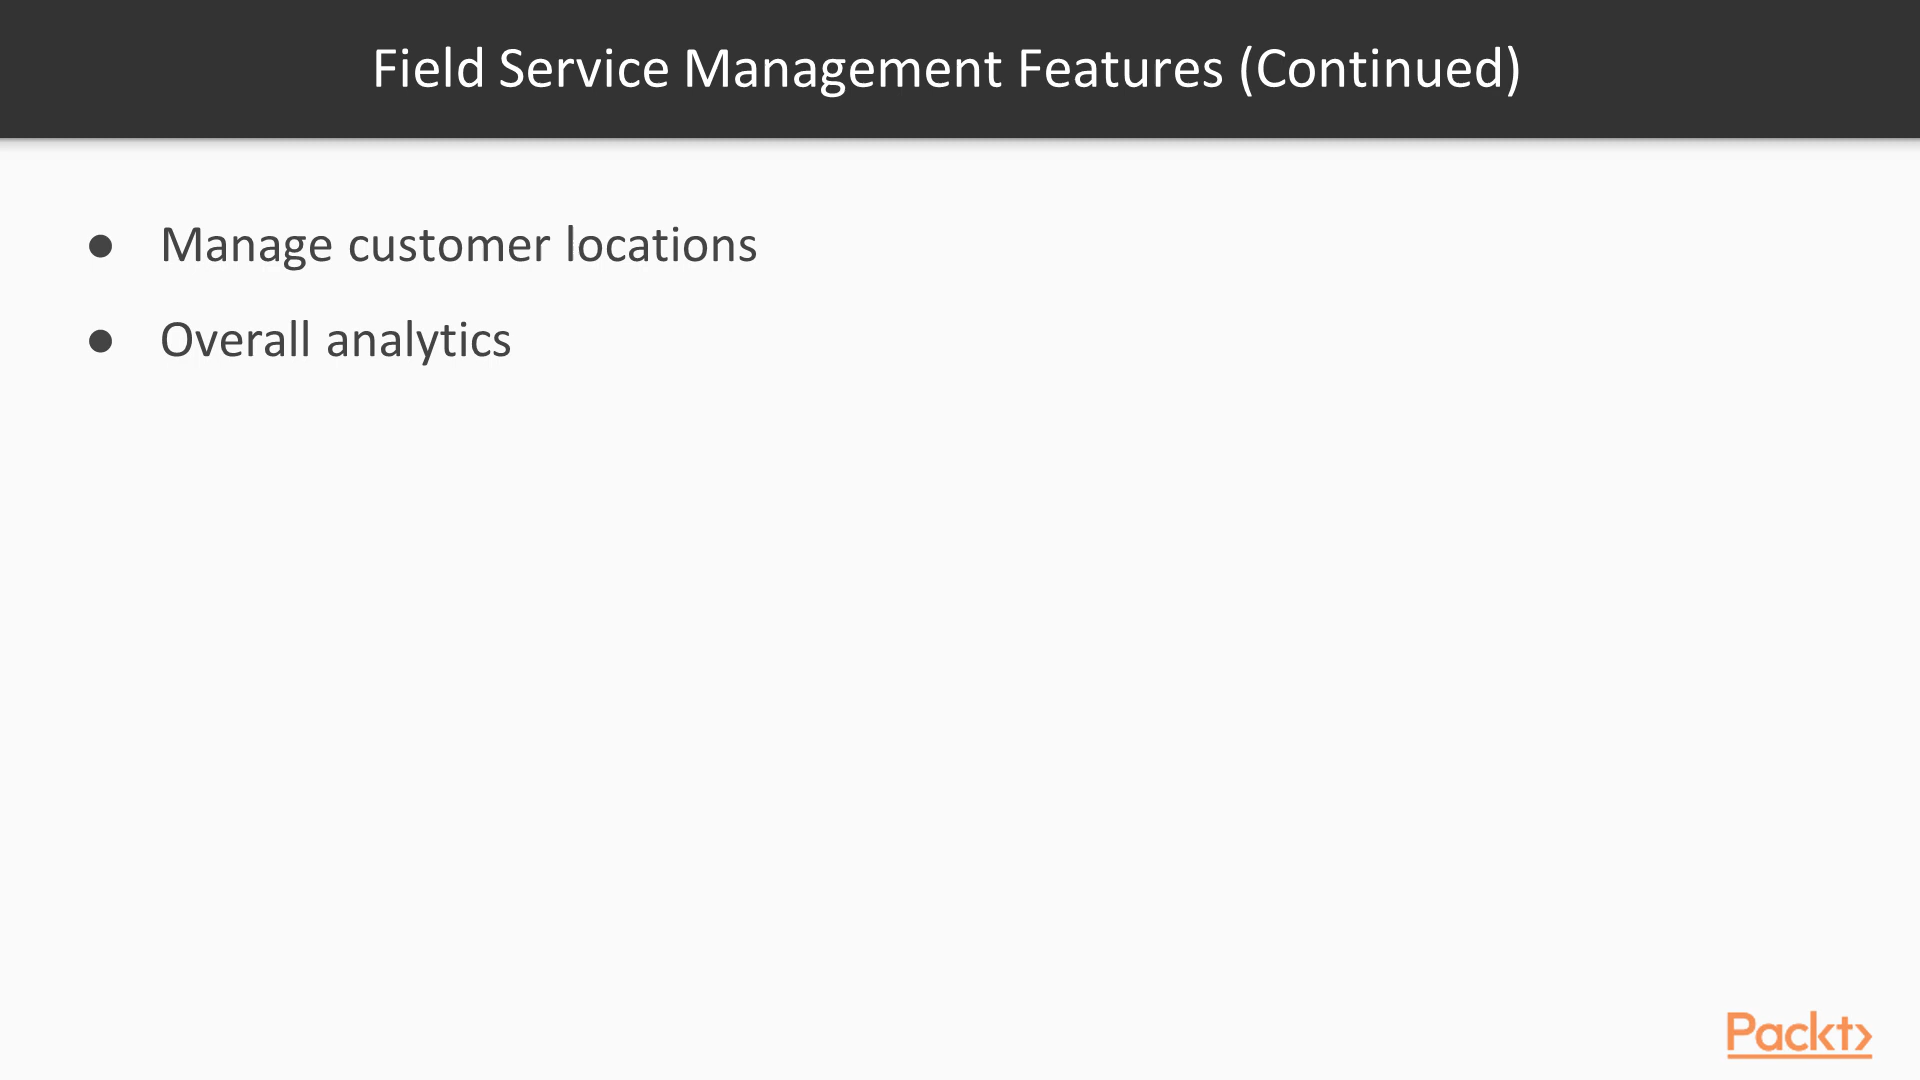 Field Service Management Features (Continued)
● Manage customer locations
● Overall analytics
Packt